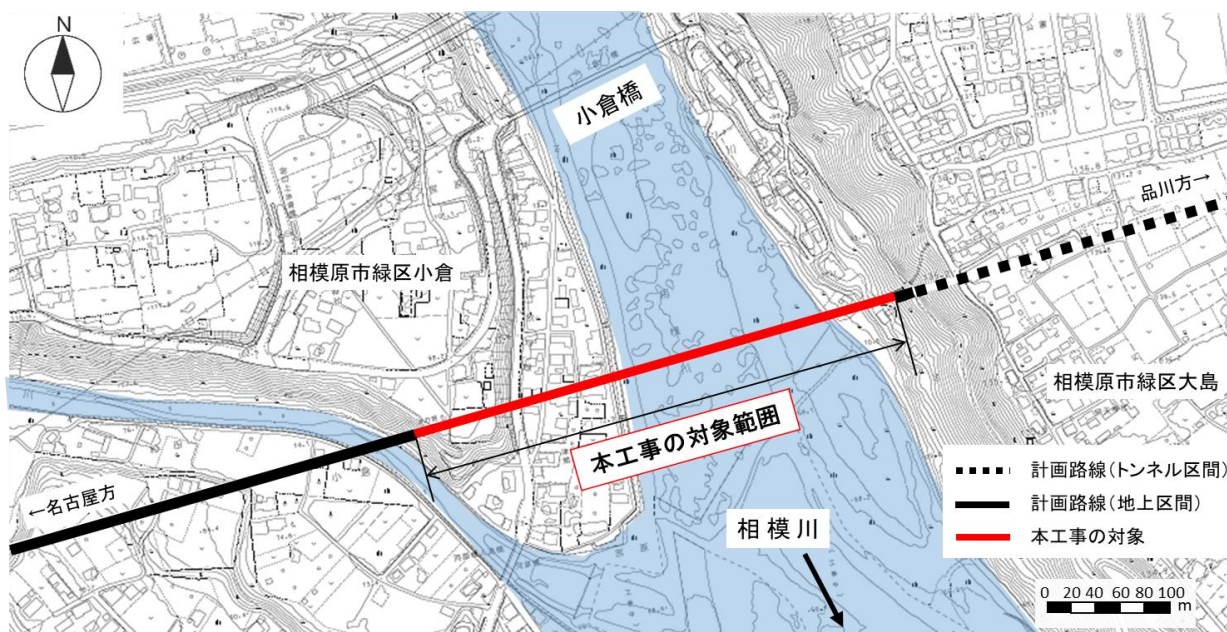 N
小倉橋
品川方→
相模原市緑区小倉
相模原市緑区大島
本工事の対象範囲
←名古屋方
相模川
計画路線(トンネル区間)
計画路線(地上区間)
本工事の対象
0 20 40 60 80 100
m